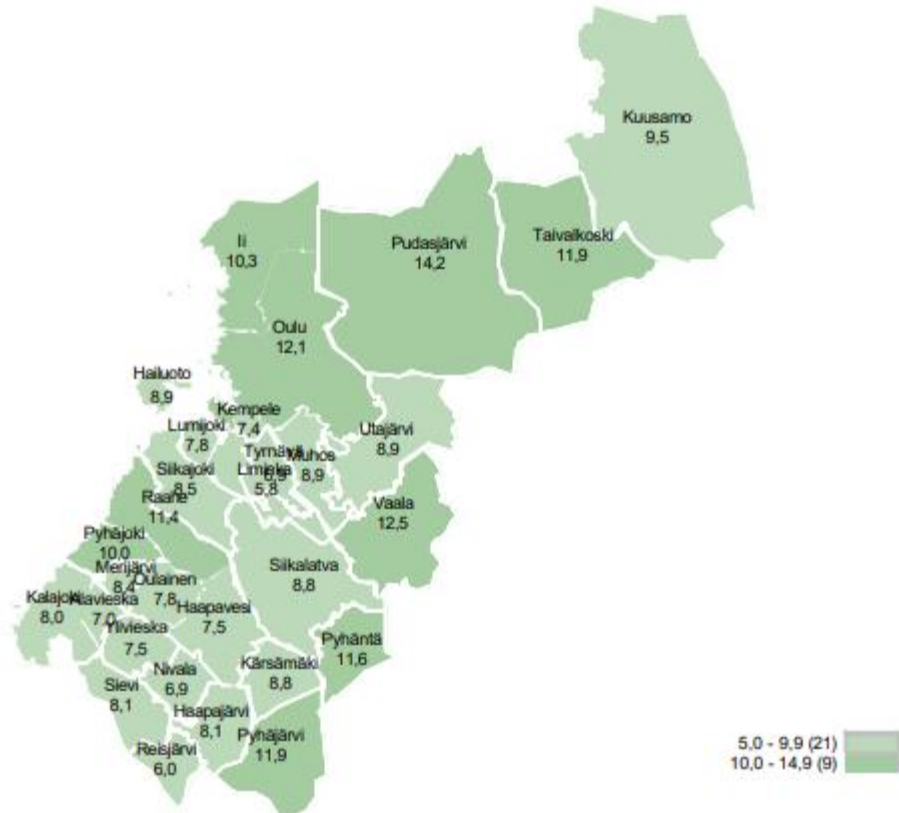 Kuusamo
9,5
Ii
10,3
Pudasjärvi
14,2
Taivalkoski
11,9
Oulu
12,1
Hailuoto
8,9
Kempele
7,4
Lumijoki
7,8
Utajärvi
8,9
Tyrnävä
6,9
Muhos
8,9
Liminka
5,8
Siikajoki
8,5
Raahe
11,4
Vaala
12,5
Pyhäjoki
10,0
Siikalatva
8,8
Merijärvi
8,4
Oulainen
7,8
Kalajoki
8,0
Alavieska
7,0
Haapavesi
7,5
Ylivieska
7,5
Pyhäntä
11,6
Kärsämäki
8,8
Nivala
6,9
Sievi
8,1
Haapajärvi
8,1
Pyhäjärvi
11,9
Reisjärvi
6,0
5,0 - 9,9 (21)
10,0 - 14,9 (9)